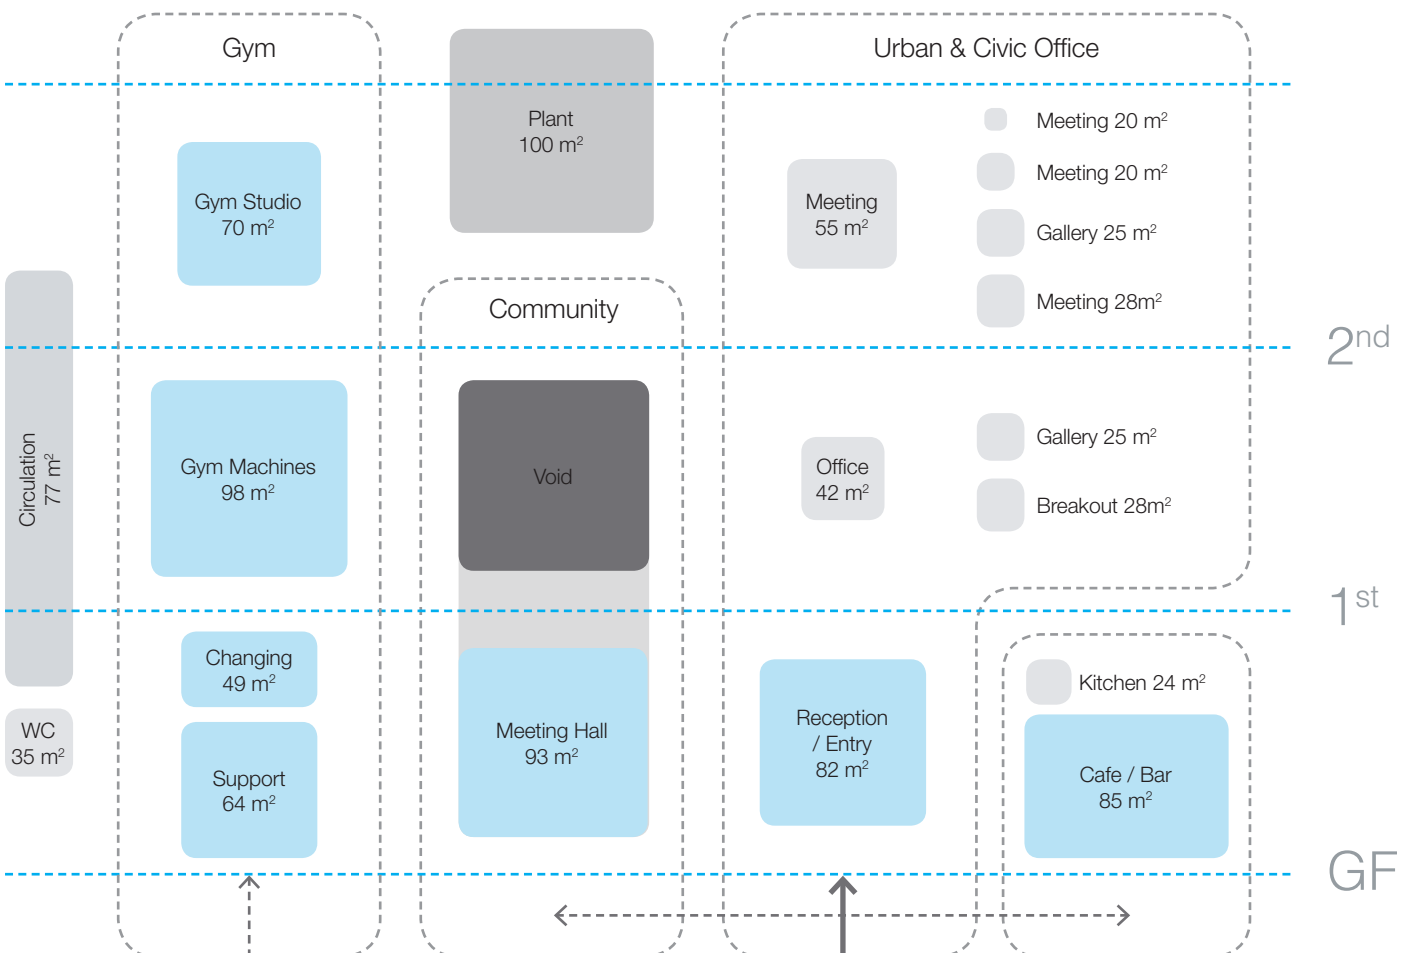 Gym
Urban & Civic Office
Plant
100 m²
Meeting 20 m²
Meeting 20 m²
Gym Studio
70 m²
Meeting
55 m²
Gallery 25 m²
Meeting 28m²
Community
2nd
Circulation
77 m²
Gym Machines
98 m²
Void
Office
42 m²
Gallery 25 m²
Breakout 28m²
1st
Changing
49 m²
Kitchen 24 m²
WC
35 m²
Support
64 m²
Meeting Hall
93 m²
Reception
/ Entry
82 m²
Cafe / Bar
85 m²
GF